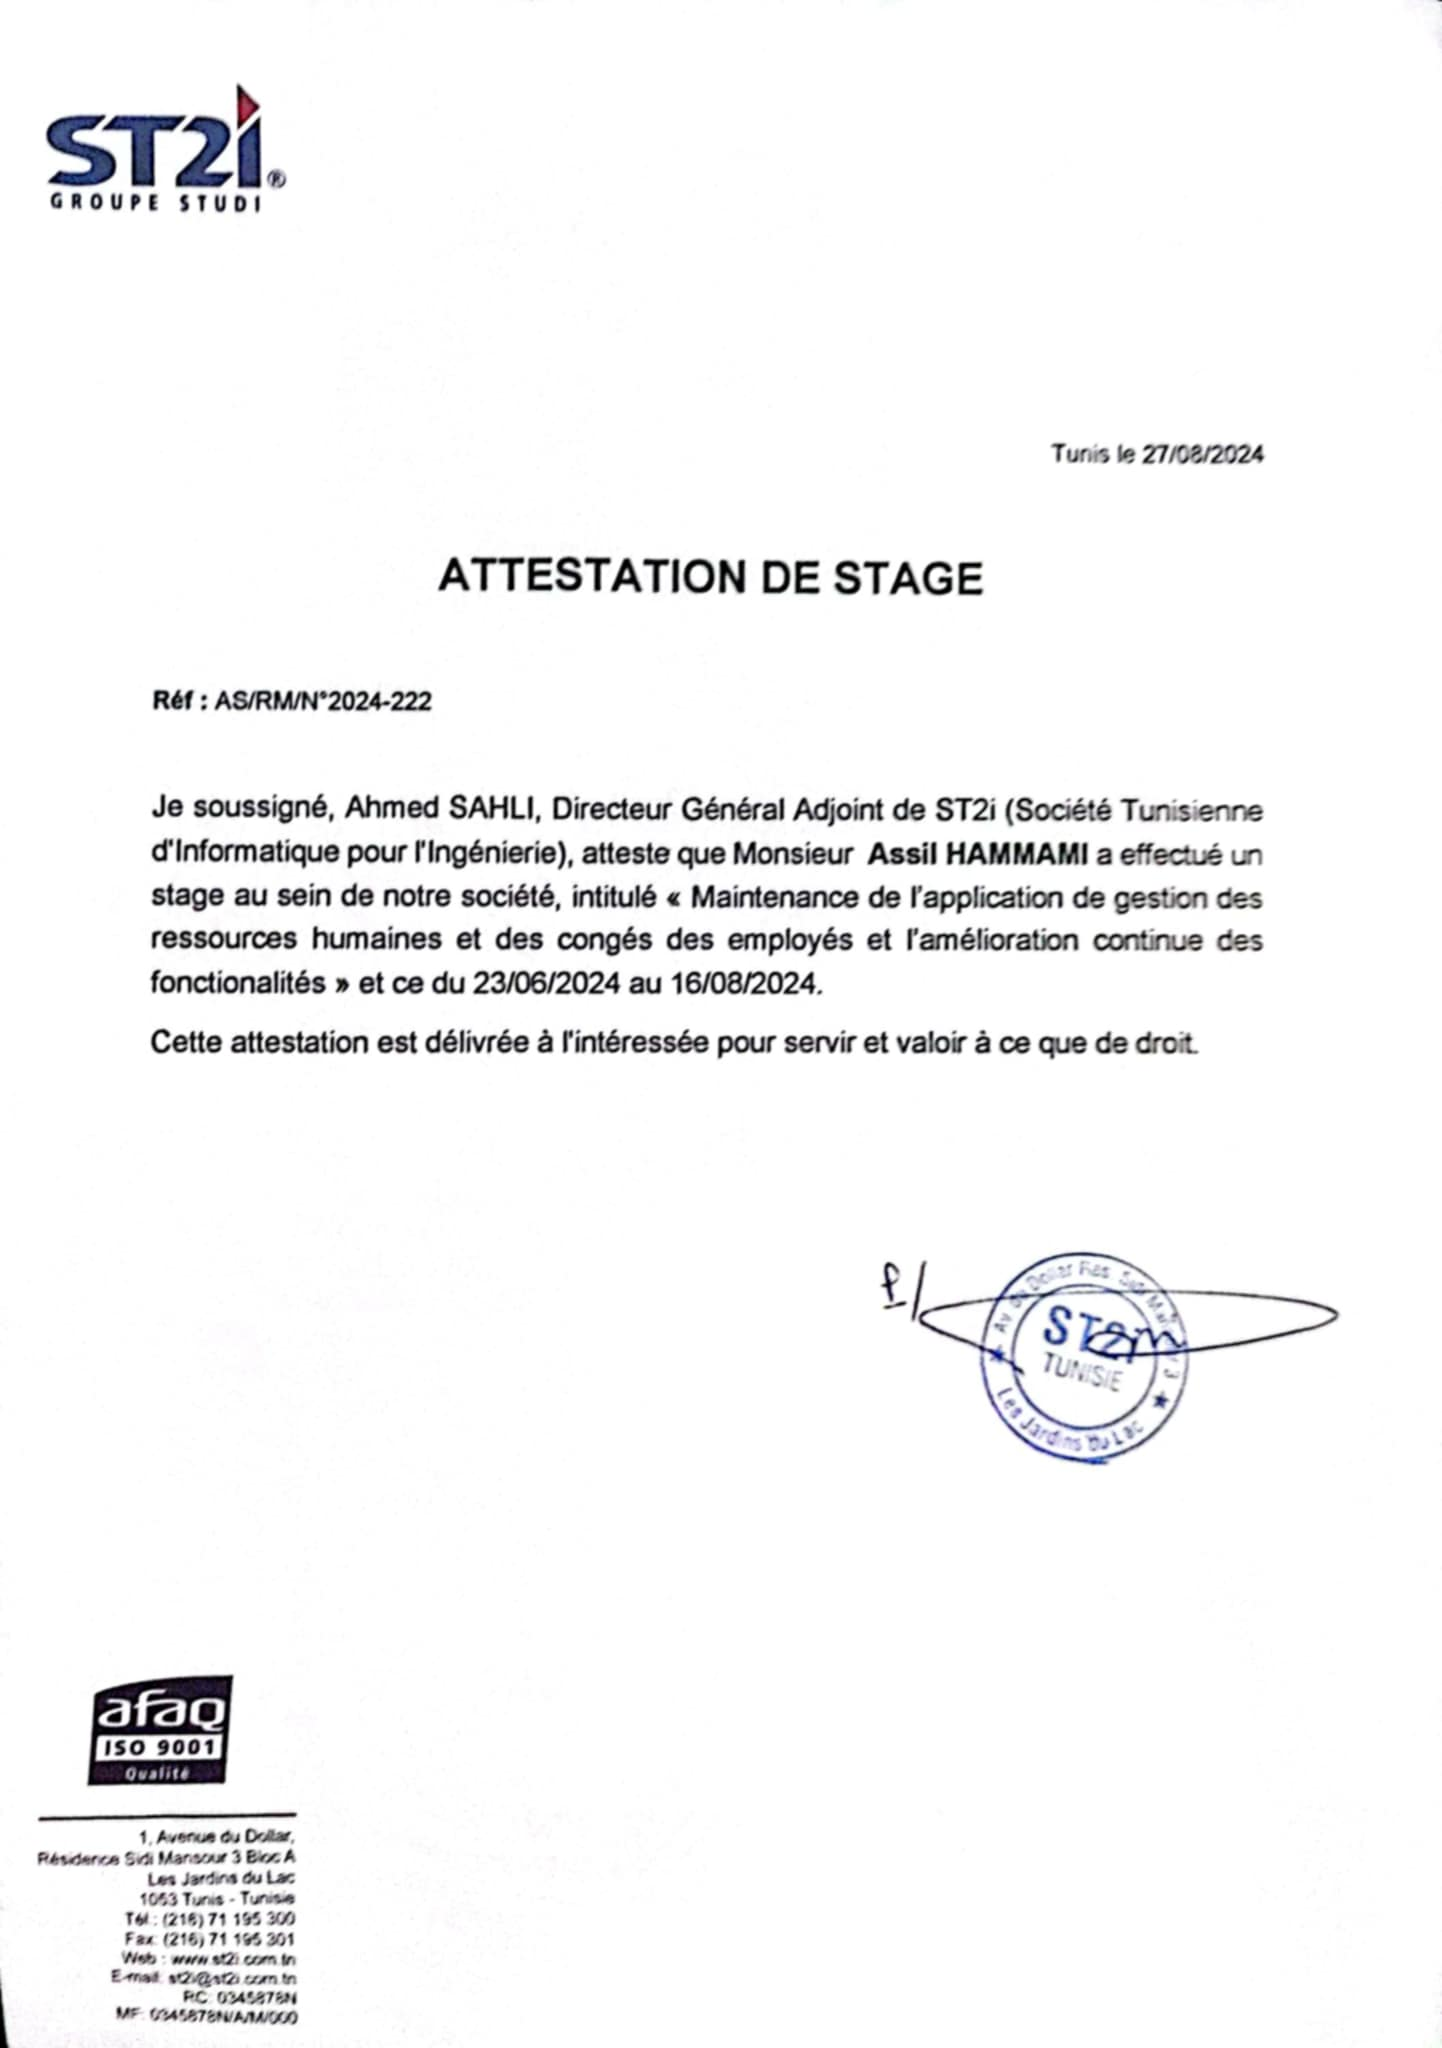 ST2i®
GROUPE STUDI
Tunis le 27/08/2024
ATTESTATION DE STAGE
Réf : AS/RM/N°2024-222
Je soussigné, Ahmed SAHLI, Directeur Général Adjoint de ST2i (Société Tunisienne
d'Informatique pour l'Ingénierie), atteste que Monsieur Assil HAMMAMI a effectué un
stage au sein de notre société, intitulé « Maintenance de l'application de gestion des
ressources humaines et des congés des employés et l'amélioration continue des
fonctionalités » et ce du 23/06/2024 au 16/08/2024.
Cette attestation est délivrée à l'intéressée pour servir et valoir à ce que de droit.
P/
Av du Dollar Res Sidi Man 3
ST2i
TUNISIE
Les Jardins du Lac
afaq
ISO 9001
Qualité
1, Avenue du Dollar,
Résidence Sidi Mansour 3 Bloc A
Les Jardins du Lac
1053 Tunis - Tunisie
Tél.: (216) 71 195 300
Fax: (216) 71 195 301
Web : www.st2i.com.tn
E-mail: st2i@st2i.com.tn
RC: 0345878N
MF: 0345878N/A/M/000